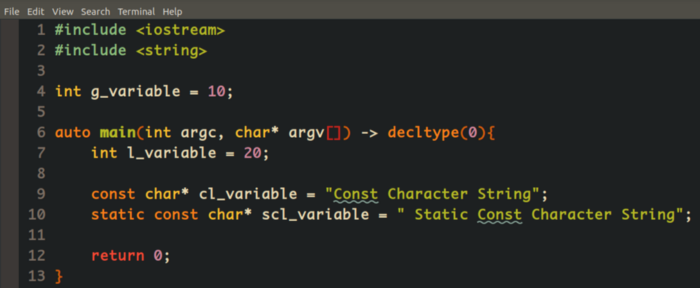 File Edit View Search Terminal Help
1 #include <iostream>
2 #include <string>
3
4 int g_variable = 10;
5
6 auto main(int argc, char* argv[]) -> decltype(0){
7     int l_variable = 20;
8
9     const char* cl_variable = "Const Character String";
10     static const char* scl_variable = " Static Const Character String";
11
12     return 0;
13 }